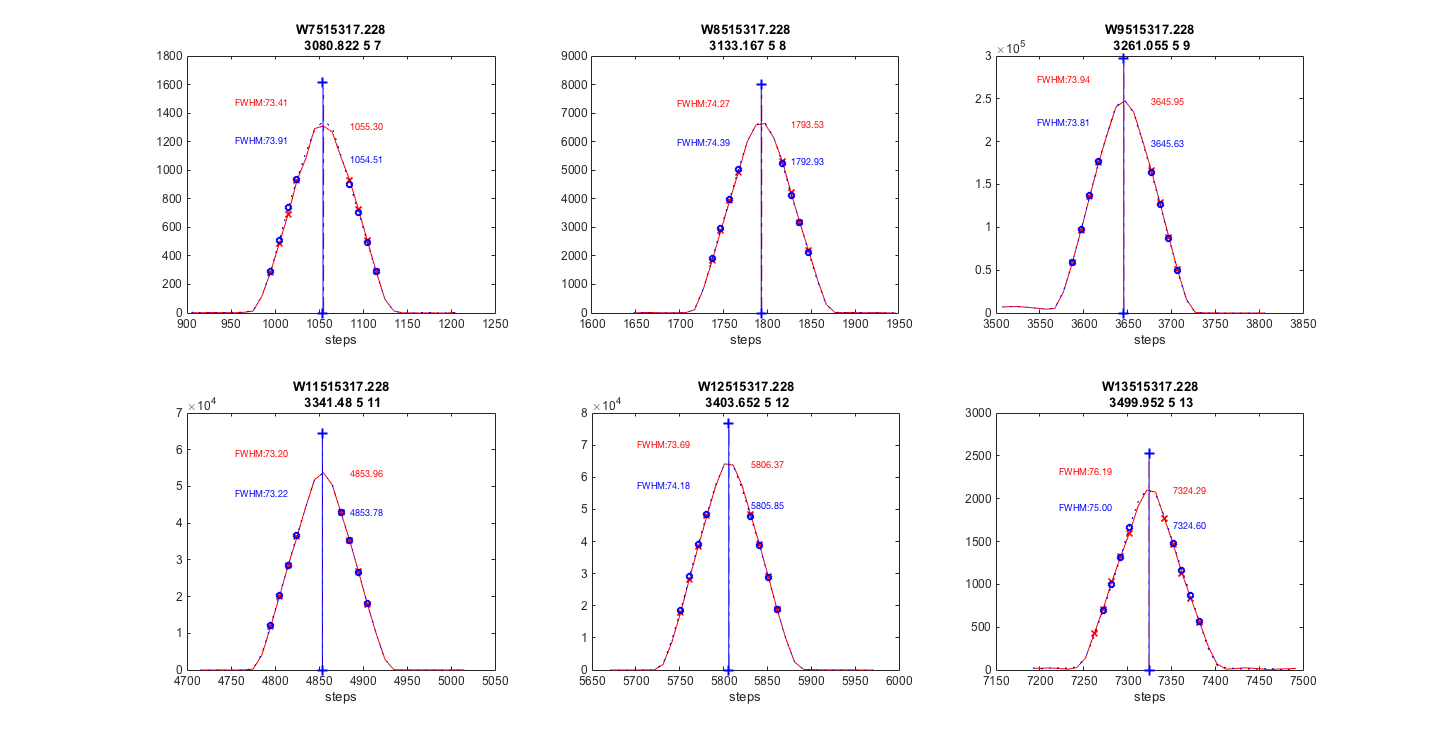 W7515317.228
3080.822 5 7
1800
1600
1400
1200
1000
800
600
400
200
0
FWHM:73.41
FWHM:73.91
1055.30
1054.51
900 950 1000 1050 1100 1150 1200 1250
steps
W8515317.228
3133.167 5 8
9000
8000
7000
6000
5000
4000
3000
2000
1000
0
FWHM:74.27
FWHM:74.39
1793.53
1792.93
1600 1650 1700 1750 1800 1850 1900 1950
steps
W9515317.228
3261.055 5 9
×10^5
3
2.5
2
1.5
1
0.5
0
FWHM:73.94
FWHM:73.81
3645.95
3645.63
3500 3550 3600 3650 3700 3750 3800 3850
steps
W11515317.228
3341.48 5 11
×10^4
7
6
5
4
3
2
1
0
FWHM:73.20
FWHM:73.22
4853.96
4853.78
4700 4750 4800 4850 4900 4950 5000 5050
steps
W12515317.228
3403.652 5 12
×10^4
8
7
6
5
4
3
2
1
0
FWHM:73.69
FWHM:74.18
5806.37
5805.85
5650 5700 5750 5800 5850 5900 5950 6000
steps
W13515317.228
3499.952 5 13
3000
2500
2000
1500
1000
500
0
FWHM:76.19
FWHM:75.00
7324.29
7324.60
7150 7200 7250 7300 7350 7400 7450 7500
steps